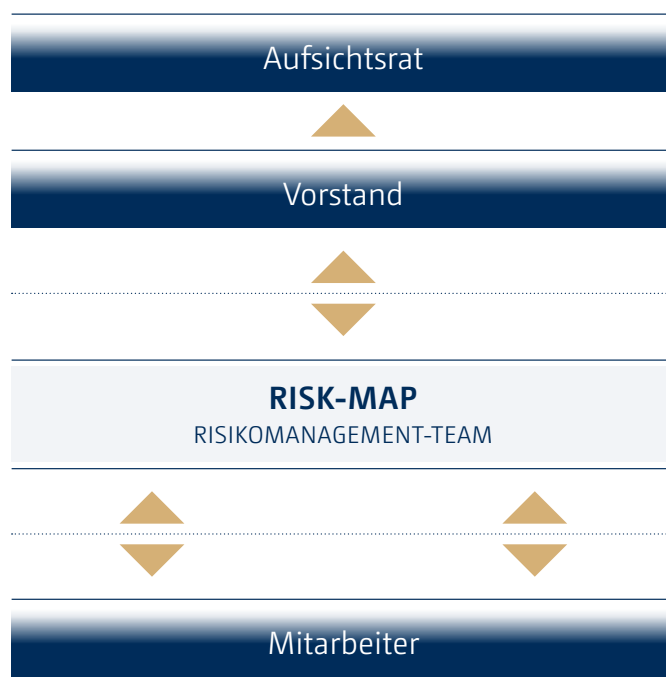 Aufsichtsrat
Vorstand
RISK-MAP
RISIKOMANAGEMENT-TEAM
Mitarbeiter